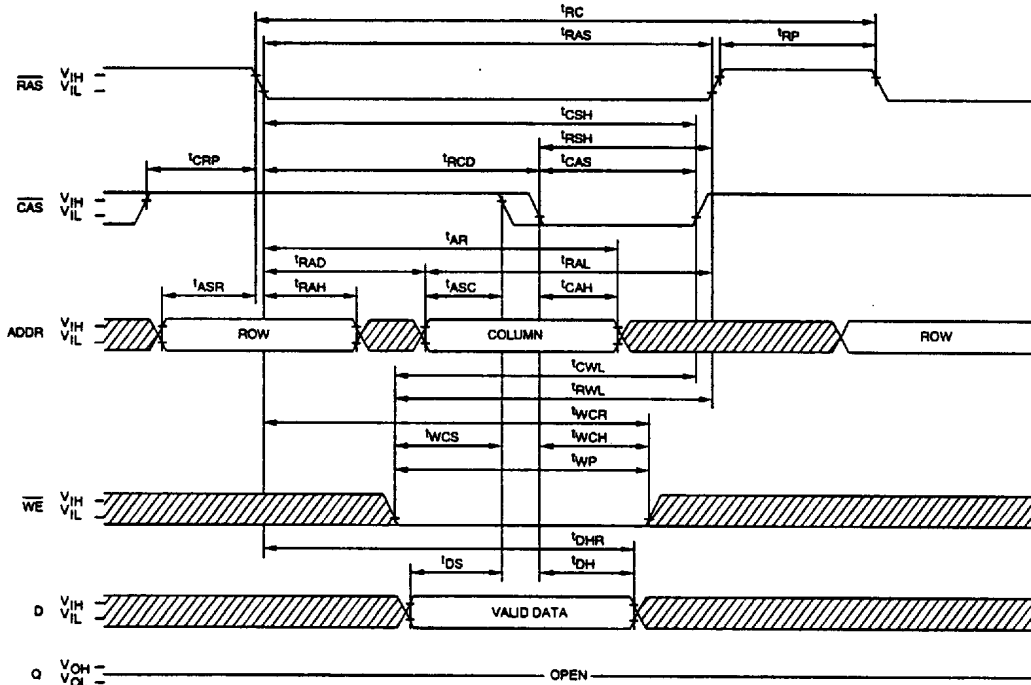 tRC
tRAS
tRP
RAS VIH VIL
tCSH
tRSH
tCRP
tRCD
tCAS
CAS VIH VIL
tAR
tRAD
tRAL
tASR
tRAH
tASC
tCAH
ADDR VIH VIL ROW COLUMN ROW
tCWL
tRWL
tWCR
tWCS
tWCH
tWP
WE VIH VIL
tDHR
tDS
tDH
D VIH VIL VALID DATA
Q VOH VOL OPEN